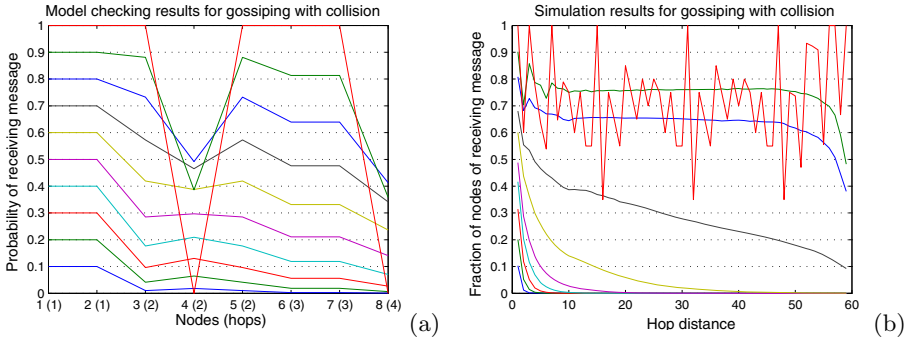 Model checking results for gossiping with collision
Probability of receiving message
1
0.9
0.8
0.7
0.6
0.5
0.4
0.3
0.2
0.1
0
1 (1) 2 (1) 3 (2) 4 (2) 5 (2) 6 (3) 7 (3) 8 (4)
Nodes (hops)
(a)
Simulation results for gossiping with collision
Fraction of nodes of receiving message
1
0.9
0.8
0.7
0.6
0.5
0.4
0.3
0.2
0.1
0
0 10 20 30 40 50 60
Hop distance
(b)